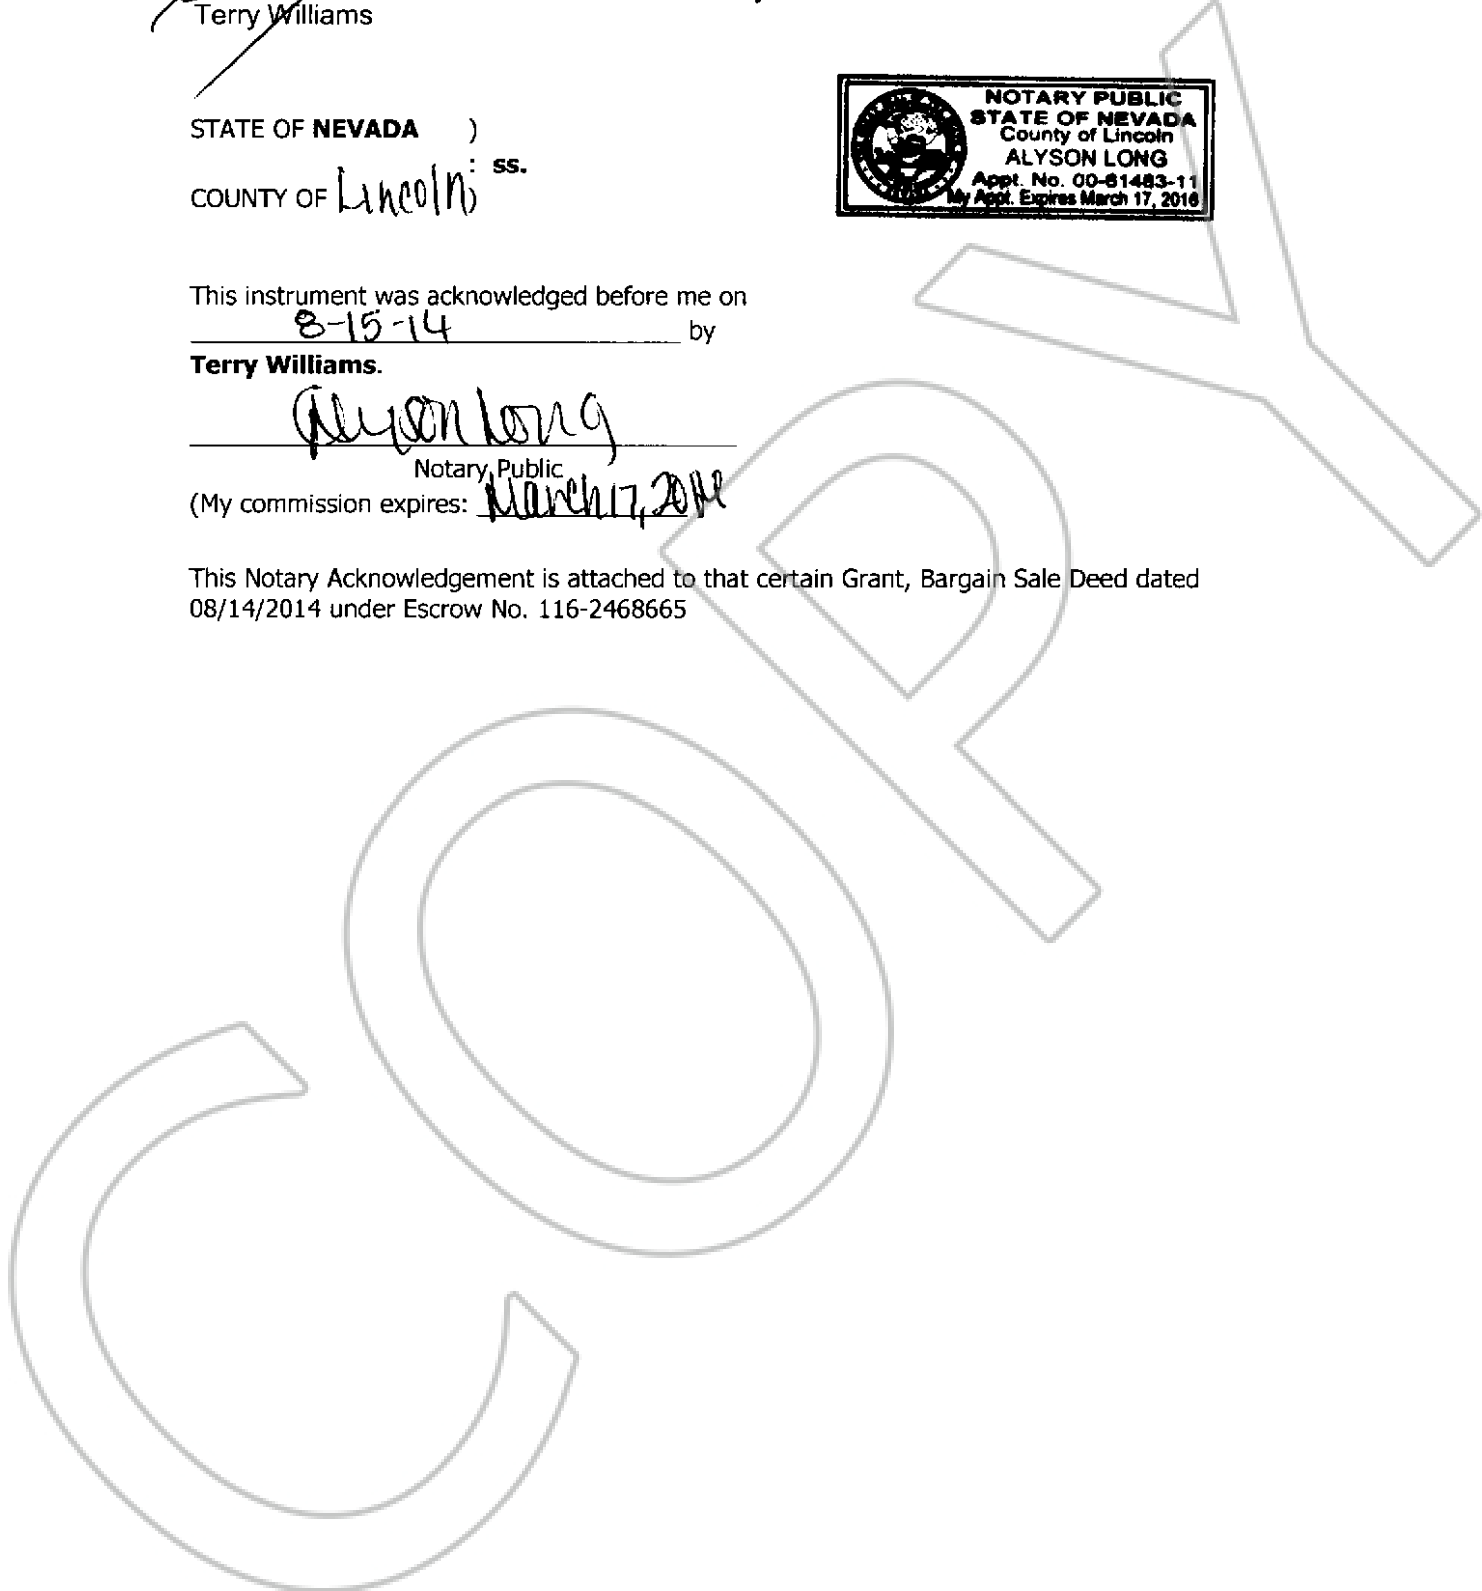 Terry Williams
STATE OF NEVADA )
: ss.
COUNTY OF Lincoln)
NOTARY PUBLIC
STATE OF NEVADA
County of Lincoln
ALYSON LONG
Appt. No. 00-61483-11
My Appt. Expires March 17, 2016
This instrument was acknowledged before me on
8-15-14 by
Terry Williams.
Alyson Long
Notary Public
(My commission expires: March 17, 2016
This Notary Acknowledgement is attached to that certain Grant, Bargain Sale Deed dated
08/14/2014 under Escrow No. 116-2468665
COPY